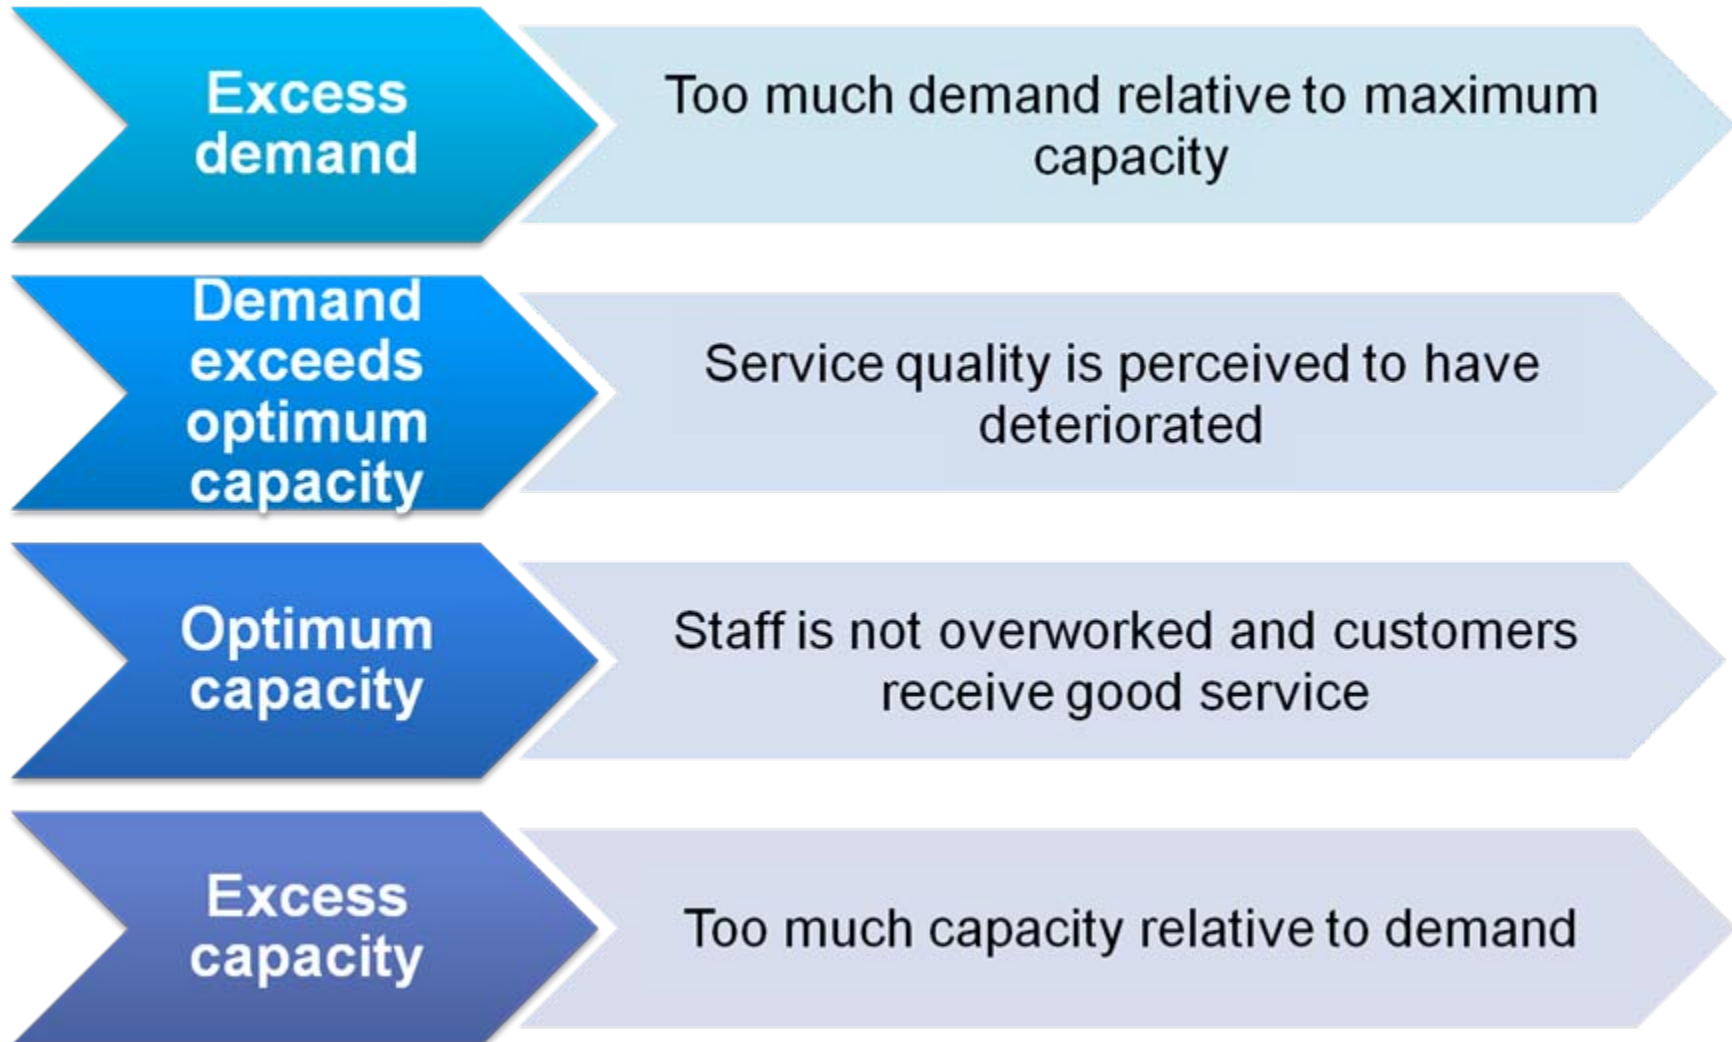 Excess
demand
Too much demand relative to maximum
capacity
Demand
exceeds
optimum
capacity
Service quality is perceived to have
deteriorated
Optimum
capacity
Staff is not overworked and customers
receive good service
Excess
capacity
Too much capacity relative to demand